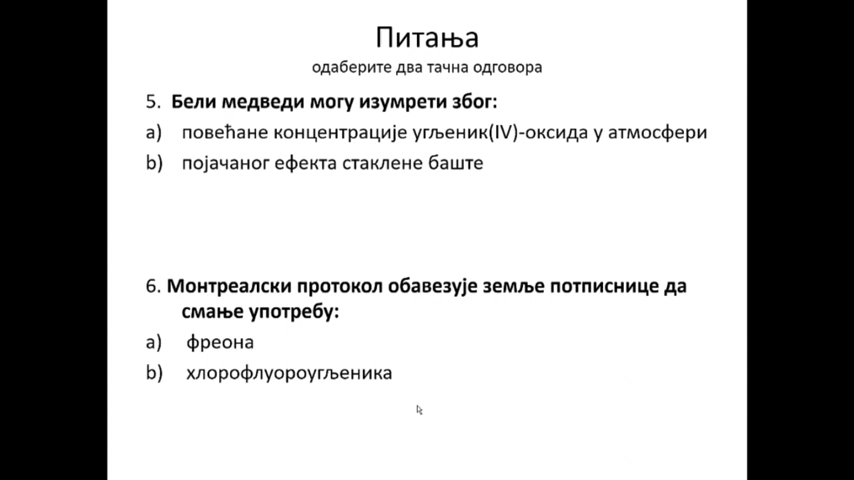 Питања
одаберите два тачна одговора
5. Бели медведи могу изумрети због:
a) повећане концентрације угљеник(IV)-оксида у атмосфери
b) појачаног ефекта стаклене баште
6. Монтреалски протокол обавезује земље потписнице да
смање употребу:
a) фреона
b) хлорофлуороугљеника